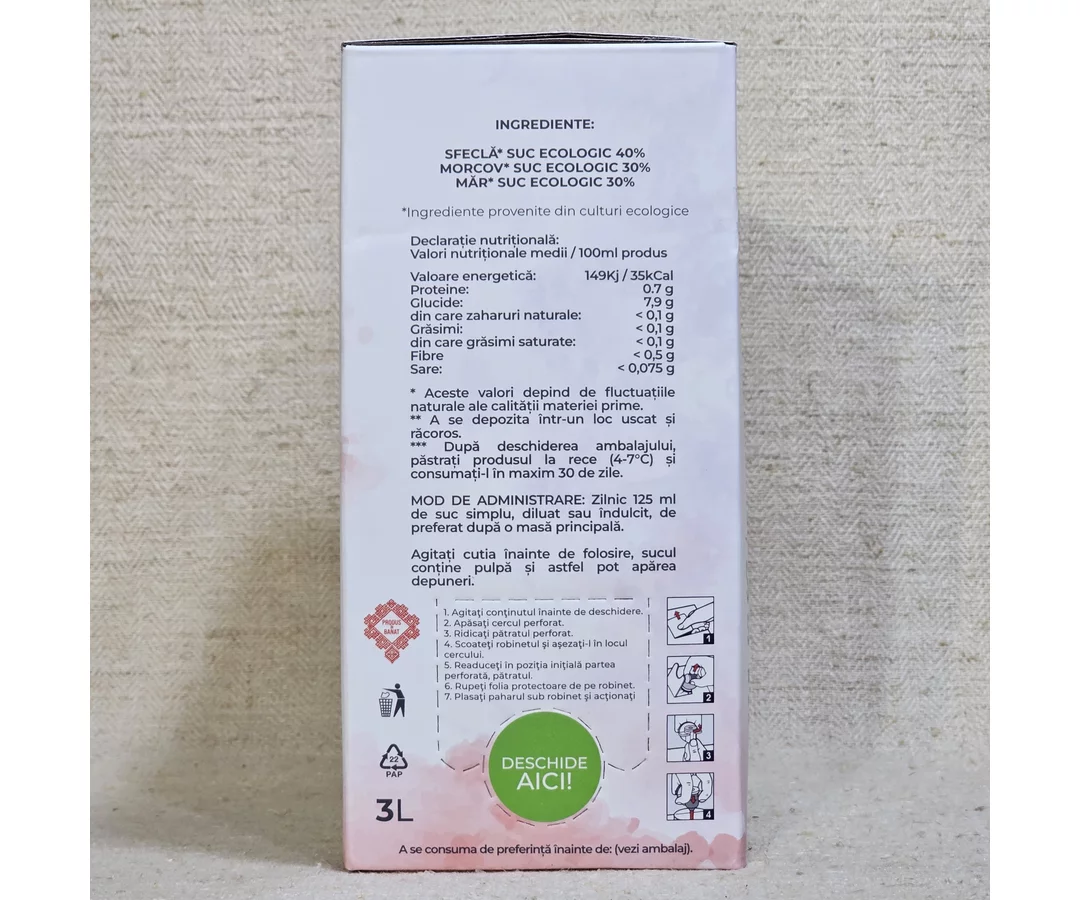 INGREDIENTE:
SFECLĂ* SUC ECOLOGIC 40%
MORCOV* SUC ECOLOGIC 30%
MĂR* SUC ECOLOGIC 30%
*Ingrediente provenite din culturi ecologice
Declarație nutrițională:
Valori nutriționale medii / 100ml produs
Valoare energetică: 149Kj / 35kCal
Proteine: 0.7 g
Glucide: 7,9 g
din care zaharuri naturale: < 0,1 g
Grăsimi: < 0,1 g
din care grăsimi saturate: < 0,1 g
Fibre < 0,5 g
Sare: < 0,075 g
* Aceste valori depind de fluctuațiile
naturale ale calității materiei prime.
** A se depozita într-un loc uscat și
răcoros.
*** După deschiderea ambalajului,
păstrați produsul la rece (4-7°C) și
consumați-l în maxim 30 de zile.
MOD DE ADMINISTRARE: Zilnic 125 ml
de suc simplu, diluat sau îndulcit, de
preferat după o masă principală.
Agitați cutia înainte de folosire, sucul
conține pulpă și astfel pot apărea
depuneri.
PRODUS
BANAT
1. Agitați conținutul înainte de deschidere.
2. Apăsați cercul perforat.
3. Ridicați pătratul perforat.
4. Scoateți robinetul și așezați-l în locul
cercului.
5. Readuceți în poziția inițială partea
perforată, pătratul.
6. Rupeți folia protectoare de pe robinet.
7. Plasați paharul sub robinet și acționați
1
2
3
4
DESCHIDE
AICI!
22
PAP
3L
A se consuma de preferință înainte de: (vezi ambalaj).